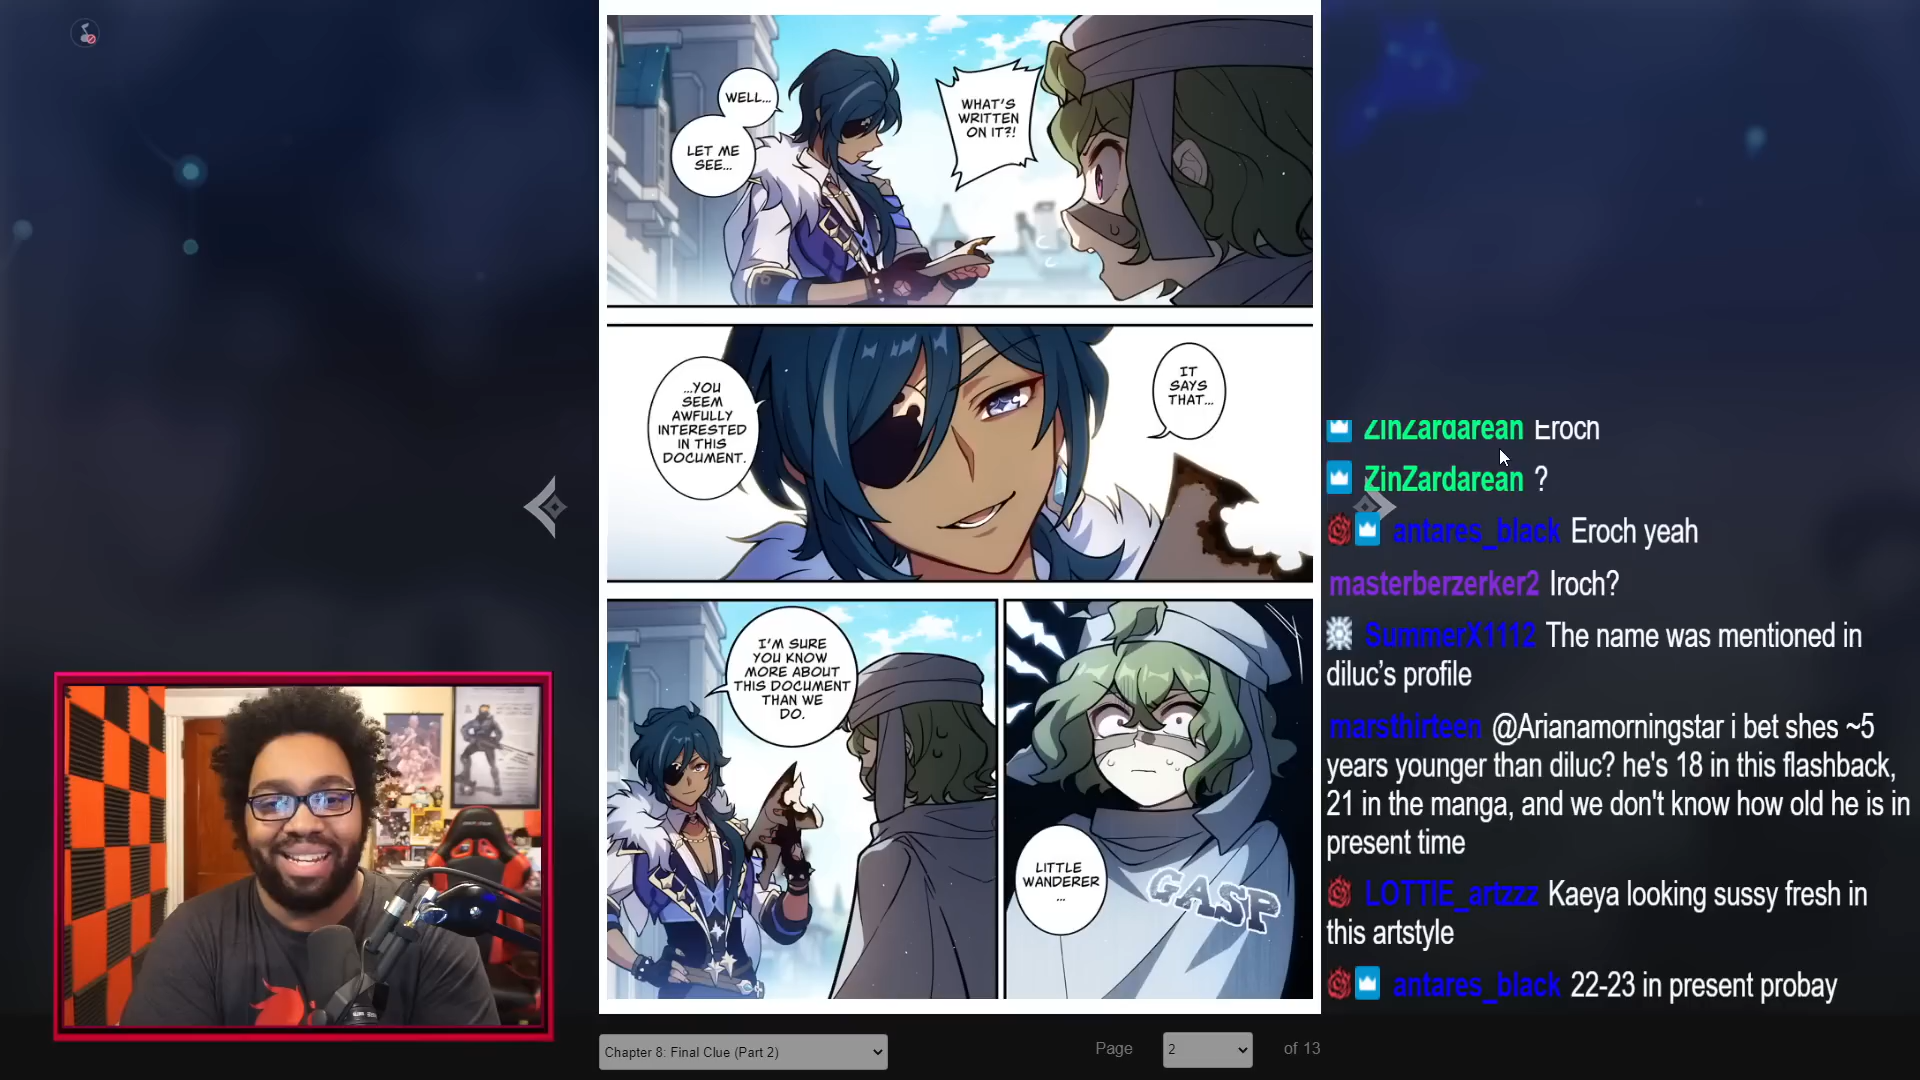 WELL...
LET ME
SEE...
WHAT'S
WRITTEN
ON IT?!
...YOU
SEEM
AWFULLY
INTERESTED
IN THIS
DOCUMENT.
IT
SAYS
THAT...
I'M SURE
YOU KNOW
MORE ABOUT
THIS DOCUMENT
THAN WE
DO.
LITTLE
WANDERER
...
GASP
ZinZardarean Eroch
ZinZardarean ?
antares_black Eroch yeah
masterberzerker2 Iroch?
SummerX1112 The name was mentioned in
diluc’s profile
marsthirteen @Arianamorningstar i bet shes ~5
years younger than diluc? he's 18 in this flashback,
21 in the manga, and we don't know how old he is in
present time
LOTTIE_artzzz Kaeya looking sussy fresh in
this artstyle
antares_black 22-23 in present probay
Chapter 8: Final Clue (Part 2)
Page 2 of 13